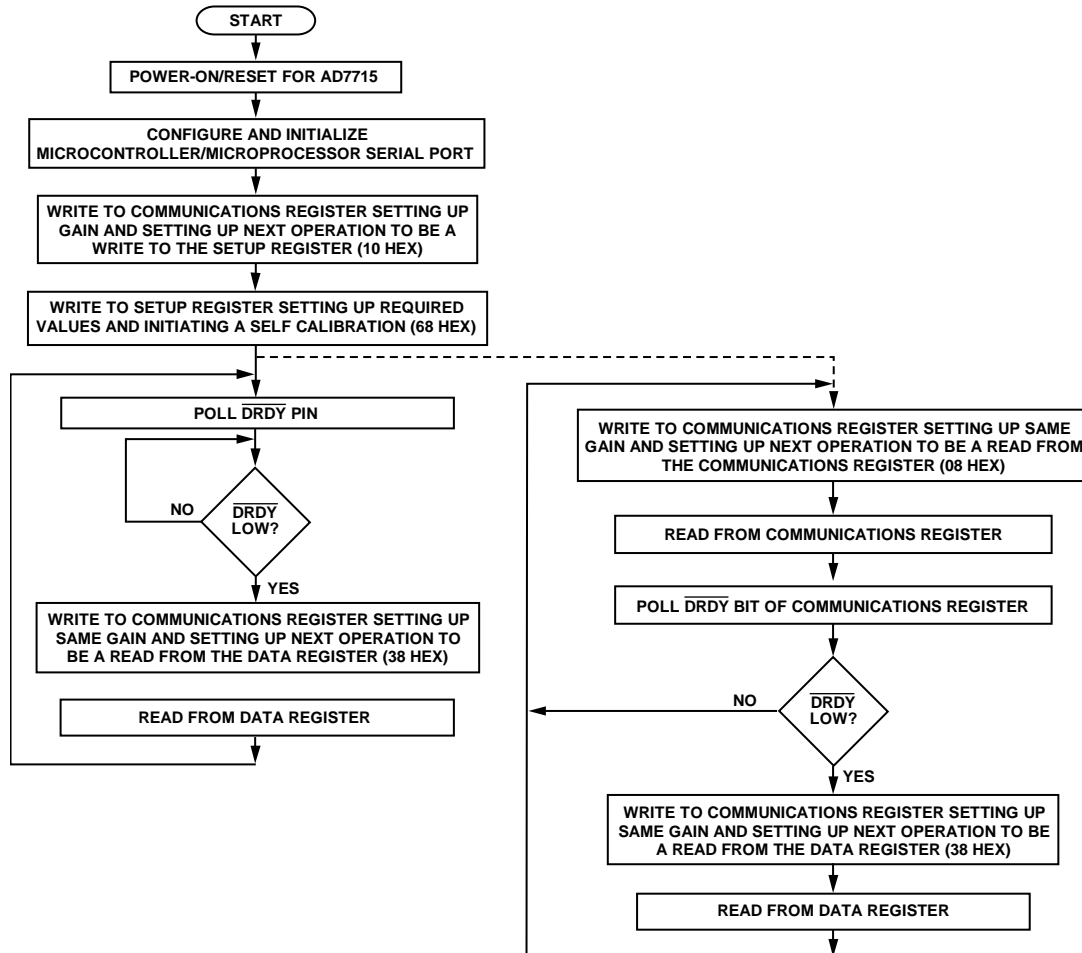 START
POWER-ON/RESET FOR AD7715
CONFIGURE AND INITIALIZE
MICROCONTROLLER/MICROPROCESSOR SERIAL PORT
WRITE TO COMMUNICATIONS REGISTER SETTING UP
GAIN AND SETTING UP NEXT OPERATION TO BE A
WRITE TO THE SETUP REGISTER (10 HEX)
WRITE TO SETUP REGISTER SETTING UP REQUIRED
VALUES AND INITIATING A SELF CALIBRATION (68 HEX)
POLL DRDY PIN
NO
DRDY
LOW?
YES
WRITE TO COMMUNICATIONS REGISTER SETTING UP
SAME GAIN AND SETTING UP NEXT OPERATION TO
BE A READ FROM THE DATA REGISTER (38 HEX)
READ FROM DATA REGISTER
WRITE TO COMMUNICATIONS REGISTER SETTING UP SAME
GAIN AND SETTING UP NEXT OPERATION TO BE A READ FROM
THE COMMUNICATIONS REGISTER (08 HEX)
READ FROM COMMUNICATIONS REGISTER
POLL DRDY BIT OF COMMUNICATIONS REGISTER
NO
DRDY
LOW?
YES
WRITE TO COMMUNICATIONS REGISTER SETTING UP
SAME GAIN AND SETTING UP NEXT OPERATION TO BE
A READ FROM THE DATA REGISTER (38 HEX)
READ FROM DATA REGISTER